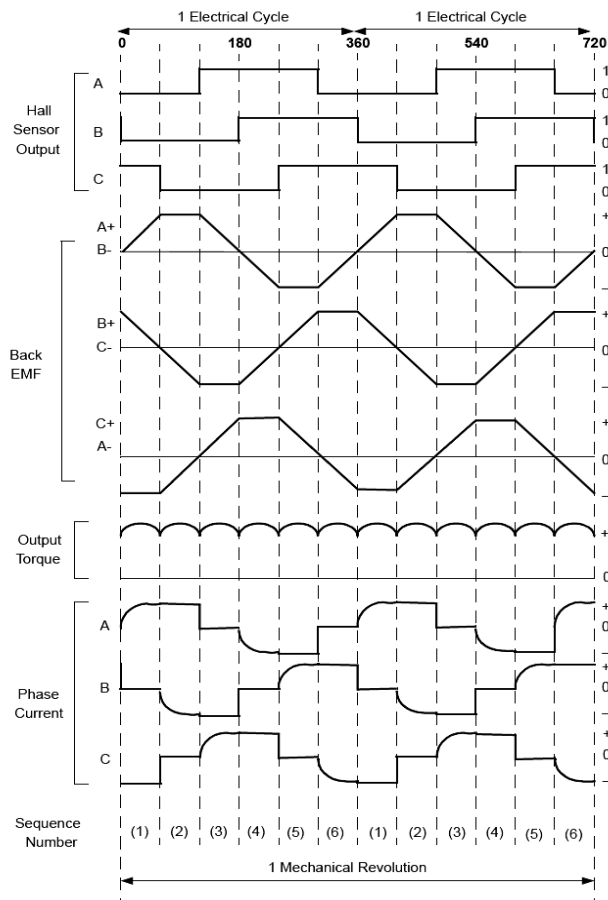 1 Electrical Cycle 1 Electrical Cycle
0 180 360 540 720
A 1
0
Hall
Sensor
Output
B 1
0
C 1
0
A+ +
B- 0
–
B+ +
C- 0
–
Back
EMF
C+ +
A- 0
–
Output
Torque
+
0
A +
0
–
B +
0
–
Phase
Current
C +
0
–
Sequence
Number
(1) (2) (3) (4) (5) (6) (1) (2) (3) (4) (5) (6)
1 Mechanical Revolution